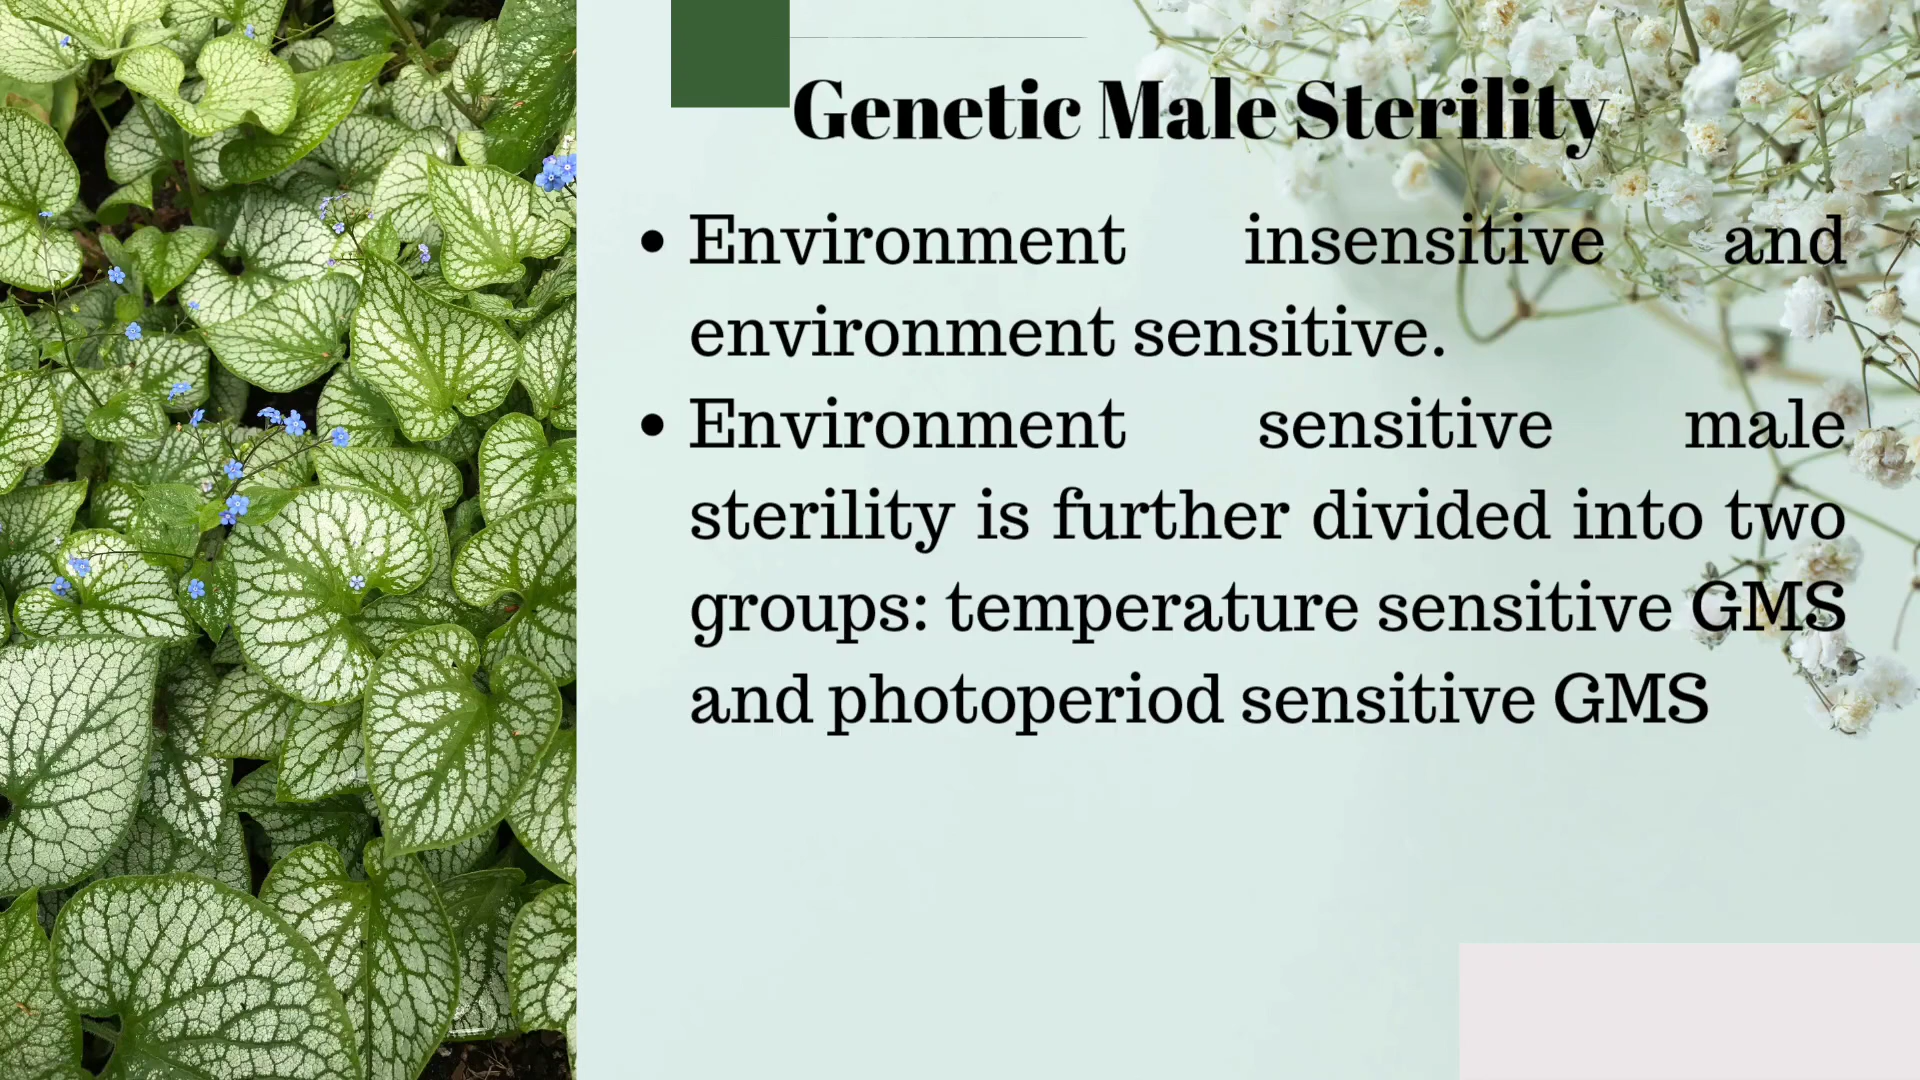 Genetic Male Sterility
• Environment insensitive and
environment sensitive.
• Environment sensitive male
sterility is further divided into two
groups: temperature sensitive GMS
and photoperiod sensitive GMS